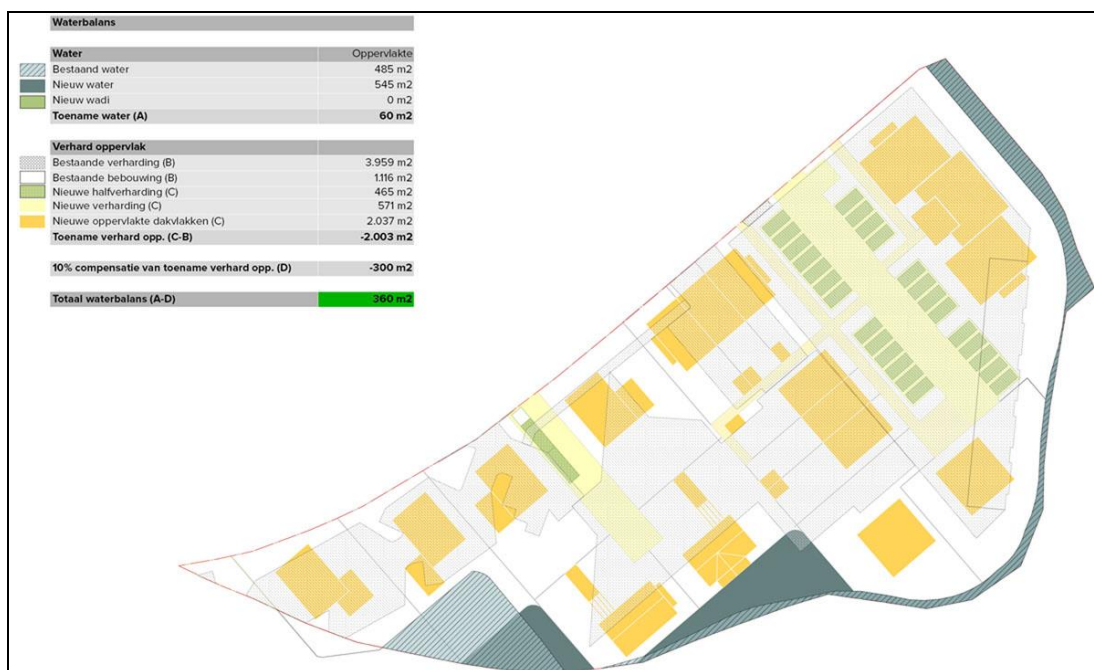 Waterbalans
Water Oppervlakte
Bestaand water 485 m2
Nieuw water 545 m2
Nieuw wadi 0 m2
Toename water (A) 60 m2
Verhard oppervlak
Bestaande verharding (B) 3.959 m2
Bestaande bebouwing (B) 1.116 m2
Nieuwe halfverharding (C) 465 m2
Nieuwe verharding (C) 571 m2
Nieuwe oppervlakte dakvlakken (C) 2.037 m2
Toename verhard opp. (C-B) -2.003 m2
10% compensatie van toename verhard opp. (D) -300 m2
Totaal waterbalans (A-D) 360 m2